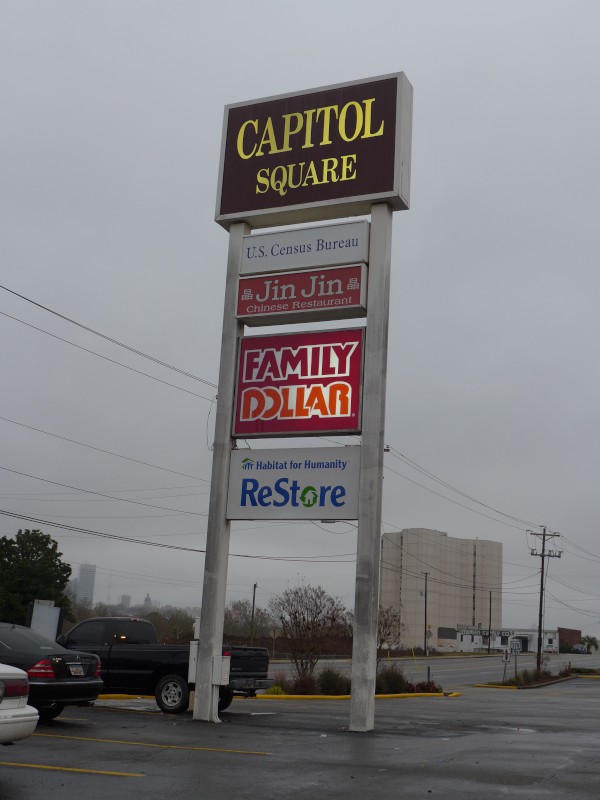 CAPITOL
SQUARE
U.S. Census Bureau
Jin Jin
Chinese Restaurant
FAMILY
DOLLAR
Habitat for Humanity
ReStore